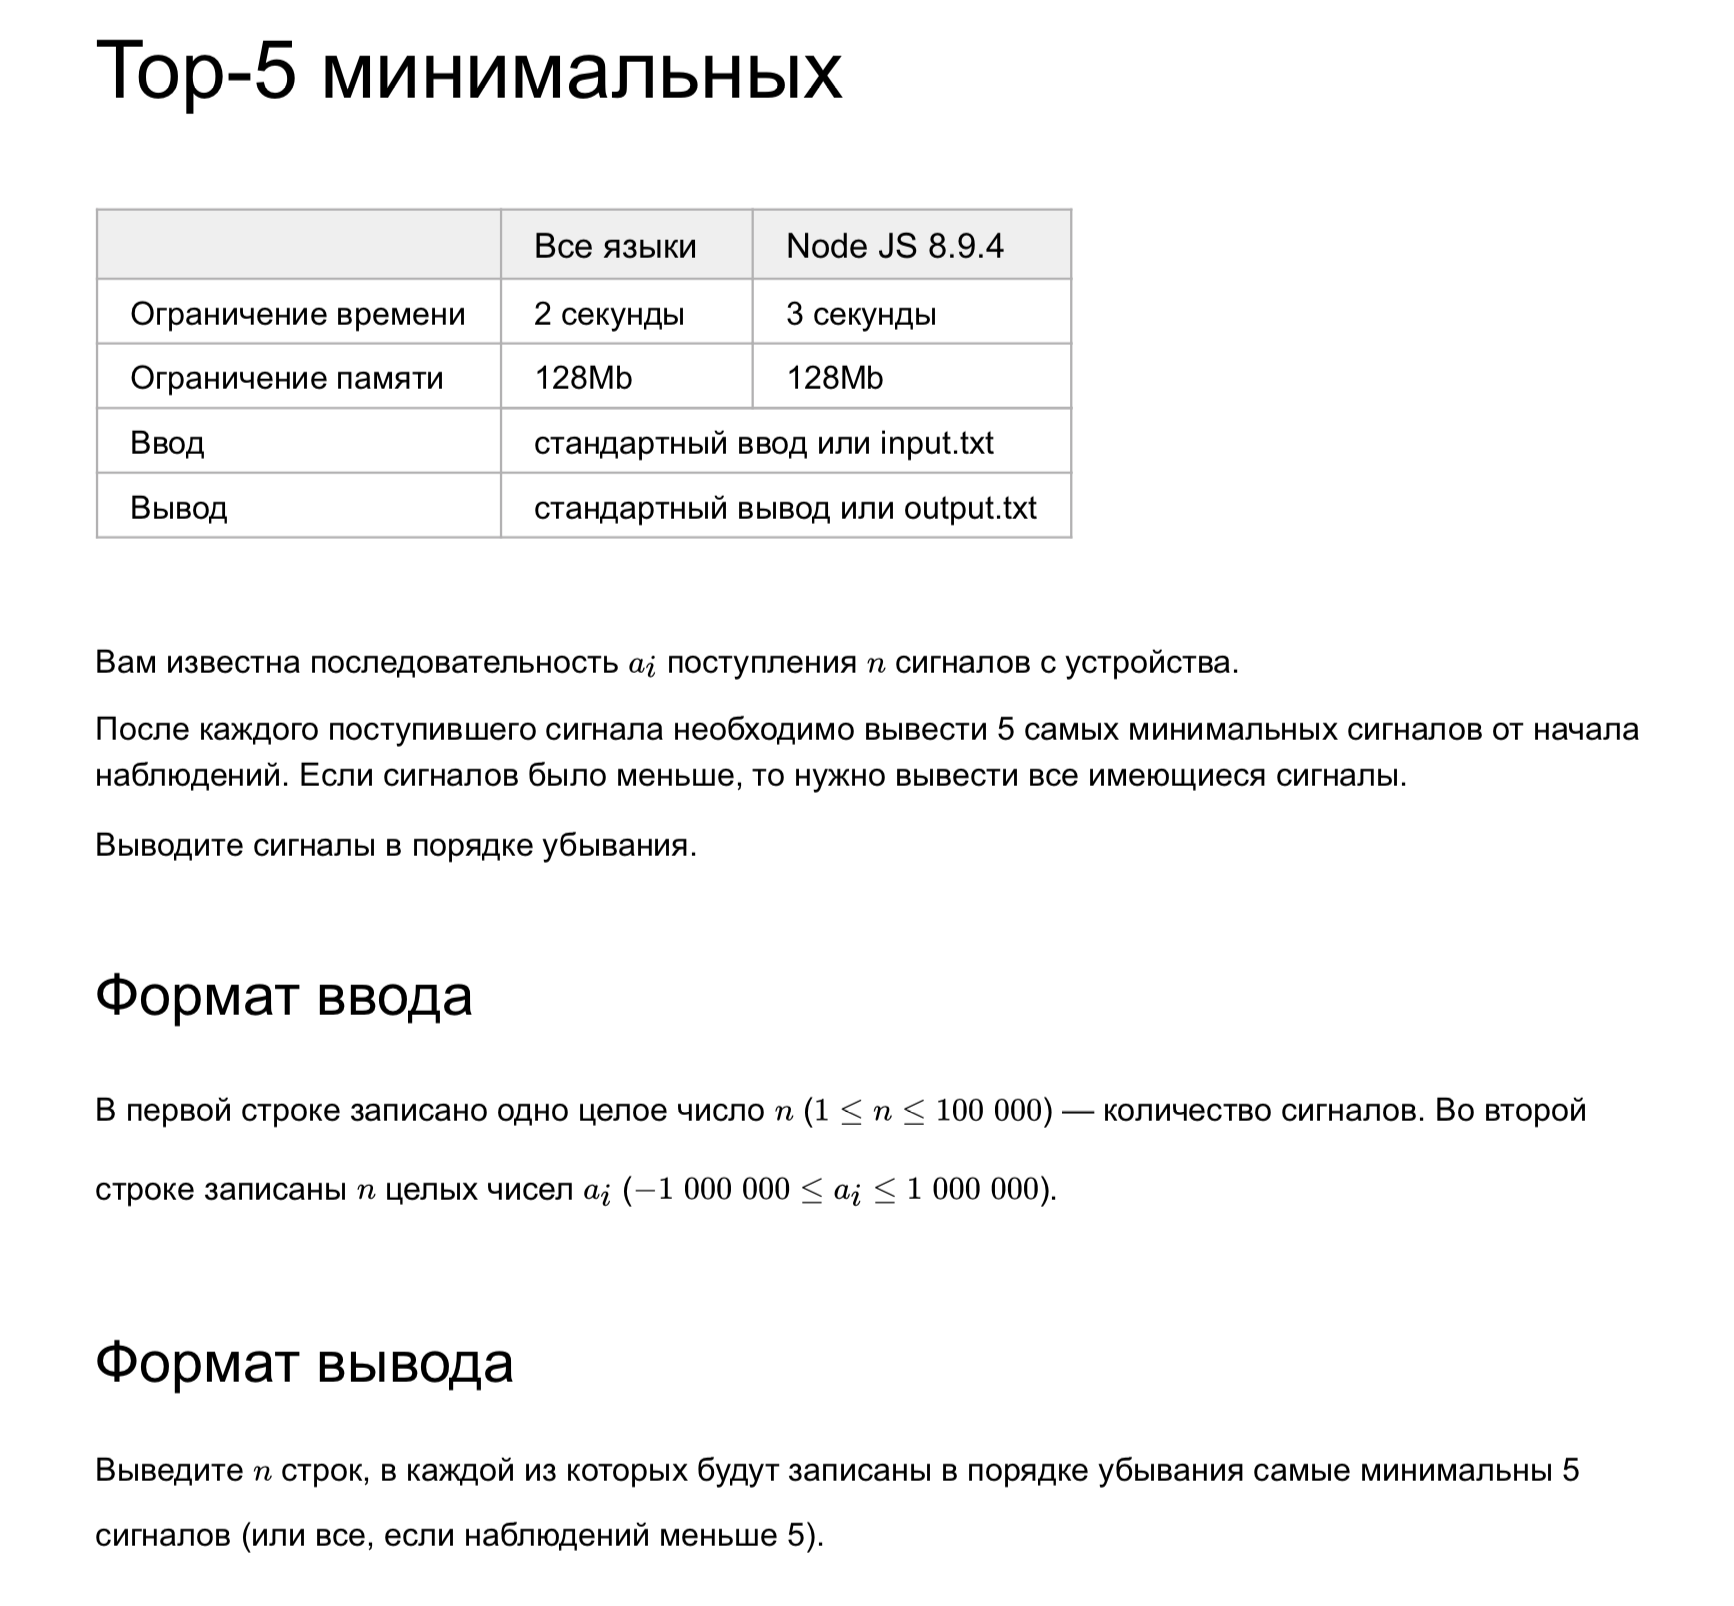 Top-5 минимальных
Все языки Node JS 8.9.4
Ограничение времени 2 секунды 3 секунды
Ограничение памяти 128Mb 128Mb
Ввод стандартный ввод или input.txt
Вывод стандартный вывод или output.txt
Вам известна последовательность a_i поступления n сигналов с устройства.
После каждого поступившего сигнала необходимо вывести 5 самых минимальных сигналов от начала
наблюдений. Если сигналов было меньше, то нужно вывести все имеющиеся сигналы.
Выводите сигналы в порядке убывания.
Формат ввода
В первой строке записано одно целое число n (1 ≤ n ≤ 100 000) — количество сигналов. Во второй
строке записаны n целых чисел a_i (−1 000 000 ≤ a_i ≤ 1 000 000).
Формат вывода
Выведите n строк, в каждой из которых будут записаны в порядке убывания самые минимальны 5
сигналов (или все, если наблюдений меньше 5).